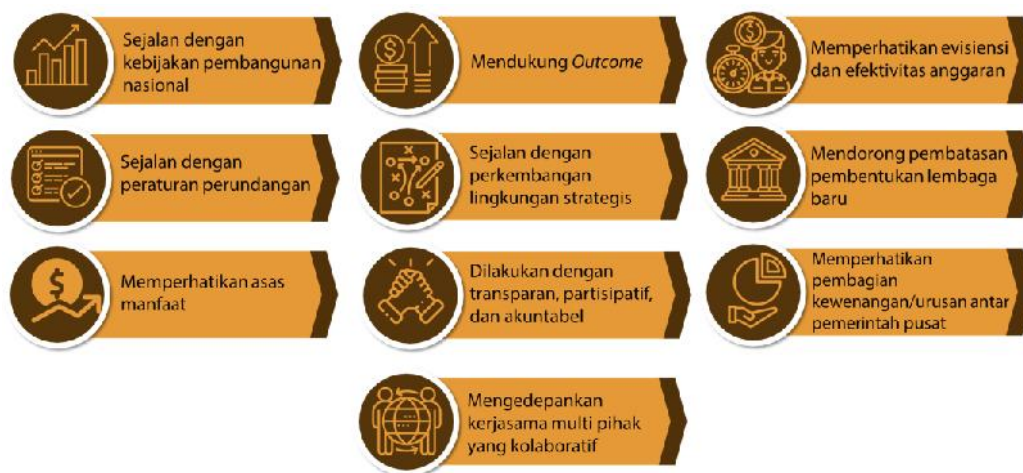 Sejalan dengan
kebijakan pembangunan
nasional
Mendukung Outcome
Memperhatikan evisiensi
dan efektivitas anggaran
Sejalan dengan
peraturan perundangan
Sejalan dengan
perkembangan
lingkungan strategis
Mendorong pembatasan
pembentukan lembaga
baru
Memperhatikan asas
manfaat
Dilakukan dengan
transparan, partisipatif,
dan akuntabel
Memperhatikan
pembagian
kewenangan/urusan antar
pemerintah pusat
Mengedepankan
kerjasama multi pihak
yang kolaboratif